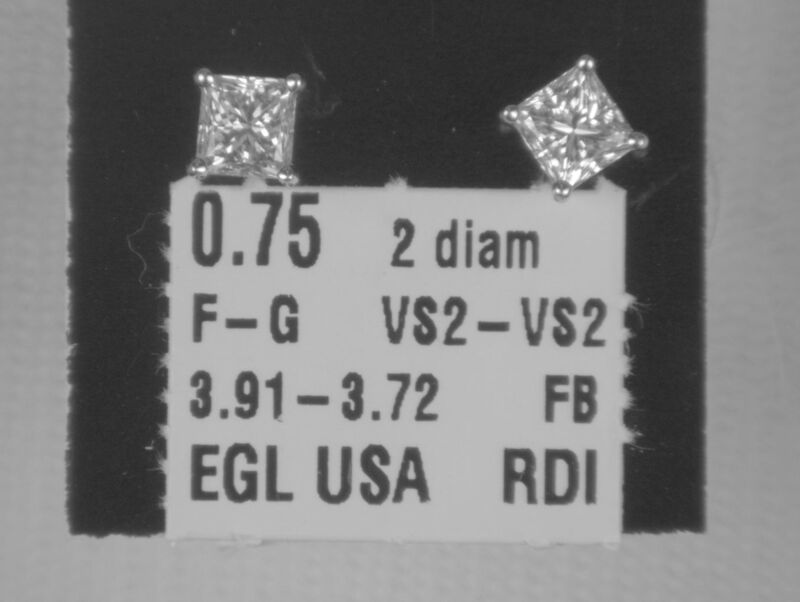 0.75 2 diam
F-G VS2-VS2
3.91-3.72 FB
EGL USA RDI